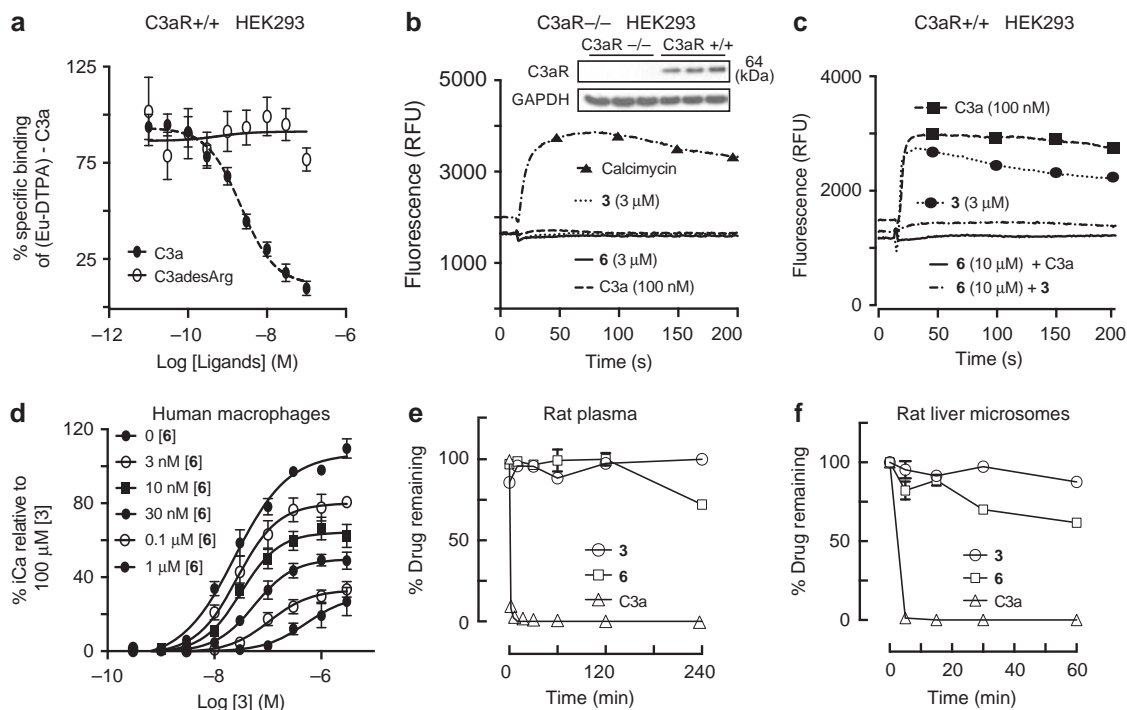 a
C3aR+/+ HEK293
125
75
25
% specific binding
of (Eu-DTPA) - C3a
C3a
C3adesArg
–12
–10
–8
–6
Log [Ligands] (M)
b
C3aR–/– HEK293
C3aR –/–
C3aR +/+
C3aR
GAPDH
64
(kDa)
5000
3000
1000
Fluorescence (RFU)
Calcimycin
3 (3 µM)
6 (3 µM)
C3a (100 nM)
0
50
100
150
200
Time (s)
c
C3aR+/+ HEK293
4000
2000
0
Fluorescence (RFU)
C3a (100 nM)
3 (3 µM)
6 (10 µM) + C3a
6 (10 µM) + 3
0
50
100
150
200
Time (s)
d
Human macrophages
120
80
40
0
% iCa relative to
100 µM [3]
0 [6]
3 nM [6]
10 nM [6]
30 nM [6]
0.1 µM [6]
1 µM [6]
–10
–8
–6
Log [3] (M)
e
Rat plasma
100
50
0
% Drug remaining
3
6
C3a
0
120
240
Time (min)
f
Rat liver microsomes
100
50
0
% Drug remaining
3
6
C3a
0
20
40
60
Time (min)